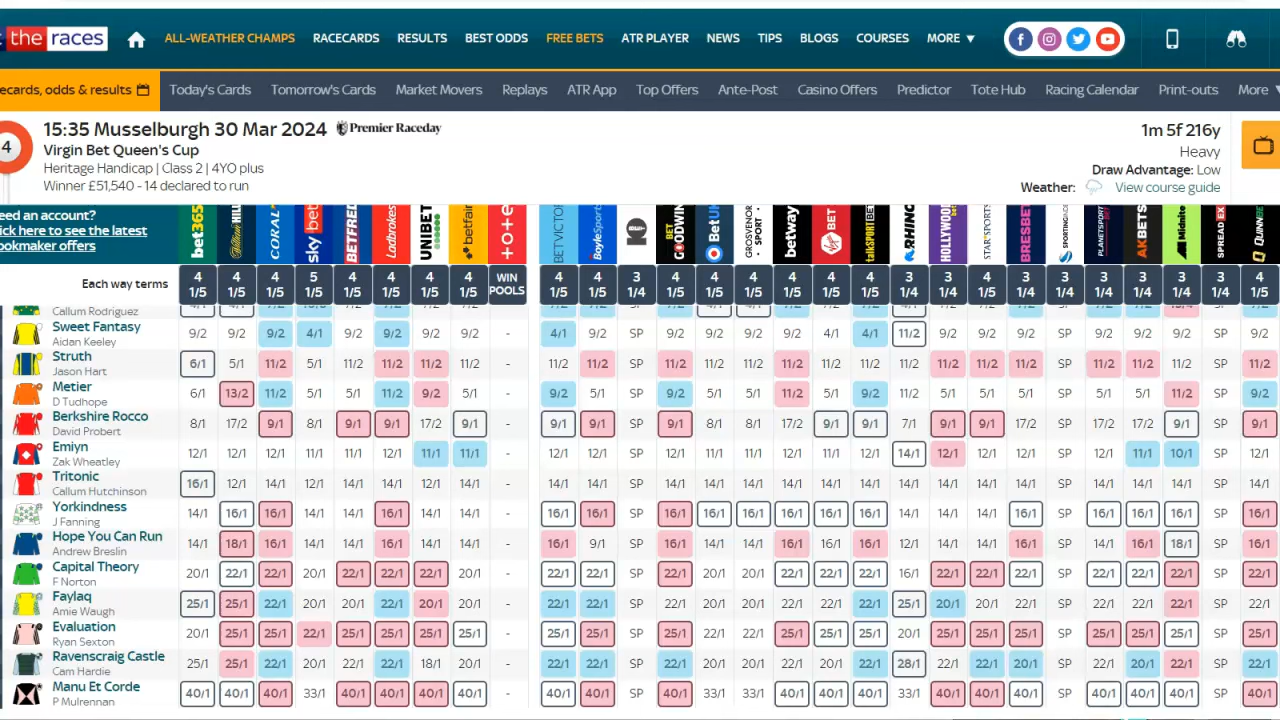 the races ALL-WEATHER CHAMPS RACECARDS RESULTS BEST ODDS FREE BETS ATR PLAYER NEWS TIPS BLOGS COURSES MORE ▼
ecards, odds & results Today's Cards Tomorrow's Cards Market Movers Replays ATR App Top Offers Ante-Post Casino Offers Predictor Tote Hub Racing Calendar Print-outs More
4 15:35 Musselburgh 30 Mar 2024 Premier Raceday 1m 5f 216y
Virgin Bet Queen's Cup Heavy
Heritage Handicap | Class 2 | 4YO plus Draw Advantage: Low
Winner £51,540 - 14 declared to run Weather: View course guide
eed an account?
ick here to see the latest
ookmaker offers
bet365 William HILL CORAL sky bet BETFRED Ladbrokes UNIBET betfair tote BETVICTOR BoyleSports BET GOODWIN BetUK GROSVENOR SPORT betway VIRGIN BET talkSPORT BET RHINO HOLLYWOOD bets STAR SPORTS BRESBET SPORTING PLANETSPORT BET AKBETS Midnite SPREAD EX QUINNBET
Each way terms 4 4 4 5 4 4 4 4 WIN 4 4 3 4 4 4 4 4 4 3 3 4 4 3 3 3 4 3 4
1/5 1/5 1/5 1/5 1/5 1/5 1/5 1/5 POOLS 1/5 1/5 1/4 1/5 1/5 1/5 1/5 1/5 1/5 1/4 1/4 1/5 1/5 1/4 1/4 1/4 1/5 1/4 1/5
Callum Rodriguez
Sweet Fantasy
Aidan Keeley
9/2 9/2 9/2 4/1 9/2 9/2 9/2 9/2 - 4/1 9/2 SP 9/2 9/2 9/2 9/2 4/1 4/1 11/2 9/2 9/2 9/2 SP 9/2 9/2 9/2 SP 9/2
Struth
Jason Hart
6/1 5/1 11/2 5/1 11/2 11/2 11/2 11/2 - 11/2 11/2 SP 11/2 11/2 11/2 11/2 11/2 11/2 11/2 11/2 11/2 11/2 SP 11/2 11/2 11/2 SP 11/2
Metier
D Tudhope
6/1 13/2 11/2 5/1 5/1 11/2 9/2 5/1 - 9/2 5/1 SP 9/2 5/1 5/1 11/2 5/1 9/2 11/2 5/1 5/1 5/1 SP 5/1 5/1 11/2 SP 9/2
Berkshire Rocco
David Probert
8/1 17/2 9/1 8/1 9/1 9/1 17/2 9/1 - 9/1 9/1 SP 9/1 8/1 8/1 17/2 9/1 9/1 7/1 9/1 9/1 17/2 SP 17/2 17/2 9/1 SP 9/1
Emiyn
Zak Wheatley
12/1 12/1 12/1 11/1 11/1 12/1 11/1 11/1 - 12/1 12/1 SP 12/1 11/1 11/1 12/1 11/1 12/1 14/1 12/1 11/1 12/1 SP 12/1 11/1 10/1 SP 12/1
Tritonic
Callum Hutchinson
16/1 12/1 14/1 12/1 14/1 14/1 12/1 14/1 - 14/1 14/1 SP 14/1 14/1 14/1 14/1 14/1 14/1 14/1 14/1 14/1 14/1 SP 14/1 14/1 14/1 SP 14/1
Yorkindness
J Fanning
14/1 16/1 16/1 14/1 14/1 16/1 14/1 14/1 - 16/1 16/1 SP 16/1 16/1 16/1 16/1 16/1 16/1 14/1 14/1 14/1 16/1 SP 16/1 16/1 16/1 SP 16/1
Hope You Can Run
Andrew Breslin
14/1 18/1 16/1 14/1 14/1 16/1 14/1 14/1 - 16/1 9/1 SP 16/1 14/1 14/1 16/1 16/1 16/1 12/1 14/1 14/1 16/1 SP 14/1 16/1 18/1 SP 16/1
Capital Theory
F Norton
20/1 22/1 22/1 20/1 22/1 22/1 22/1 20/1 - 22/1 22/1 SP 22/1 20/1 20/1 22/1 22/1 22/1 16/1 22/1 22/1 22/1 SP 22/1 22/1 22/1 SP 22/1
Faylaq
Amie Waugh
25/1 25/1 22/1 20/1 20/1 22/1 20/1 20/1 - 22/1 22/1 SP 22/1 20/1 20/1 22/1 20/1 22/1 25/1 20/1 20/1 22/1 SP 22/1 22/1 22/1 SP 22/1
Evaluation
Ryan Sexton
20/1 25/1 25/1 22/1 25/1 25/1 25/1 25/1 - 25/1 25/1 SP 25/1 22/1 22/1 25/1 25/1 25/1 20/1 25/1 25/1 25/1 SP 25/1 25/1 25/1 SP 25/1
Ravenscraig Castle
Cam Hardie
25/1 25/1 22/1 20/1 22/1 22/1 18/1 20/1 - 22/1 22/1 SP 22/1 20/1 20/1 22/1 20/1 22/1 28/1 22/1 22/1 20/1 SP 22/1 20/1 22/1 SP 22/1
Manu Et Corde
P Mulrennan
40/1 40/1 40/1 33/1 40/1 40/1 40/1 40/1 - 40/1 40/1 SP 40/1 33/1 33/1 40/1 40/1 40/1 33/1 40/1 40/1 40/1 SP 40/1 40/1 40/1 SP 40/1